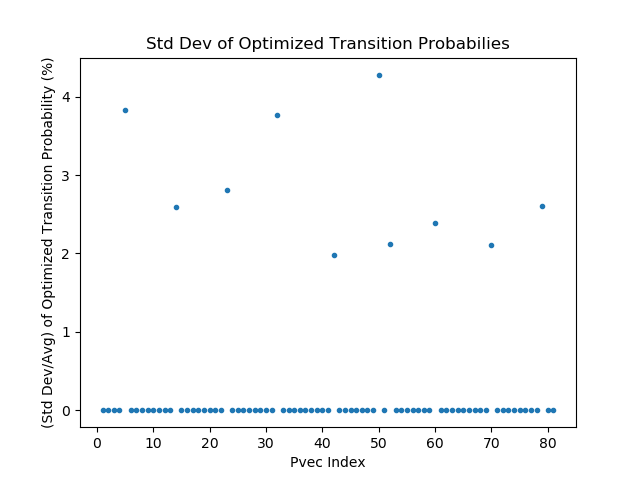 Std Dev of Optimized Transition Probabilies
(Std Dev/Avg) of Optimized Transition Probability (%)
4
3
2
1
0
0 10 20 30 40 50 60 70 80
Pvec Index